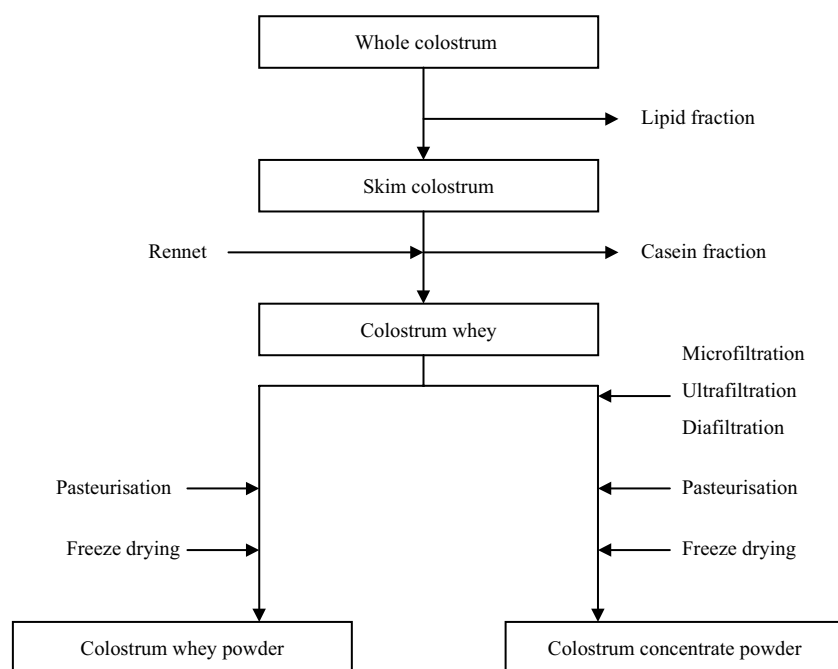 Whole colostrum
Lipid fraction
Skim colostrum
Rennet
Casein fraction
Colostrum whey
Microfiltration
Ultrafiltration
Diafiltration
Pasteurisation
Pasteurisation
Freeze drying
Freeze drying
Colostrum whey powder
Colostrum concentrate powder